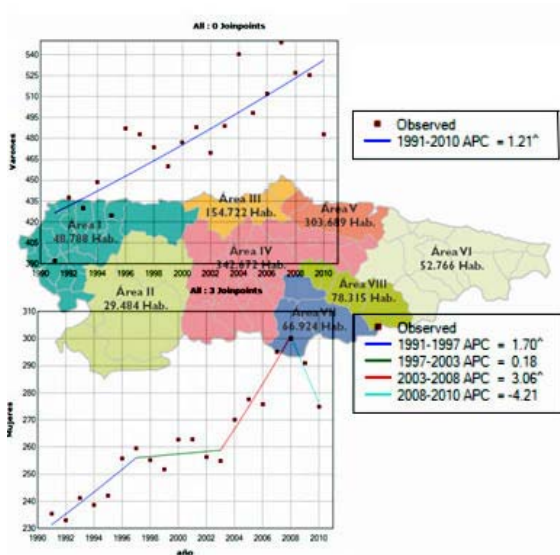 All : 0 Joinpoints
540
525
510
495
480
465
450
435
420
405
390
Varones
1990 1992 1994 1996 1998 2000 2002 2004 2006 2008 2010
Observed
1991-2010 APC = 1.21^
Área I
48.788 Hab.
Área II
29.484 Hab.
Área III
154.722 Hab.
Área IV
342.672 Hab.
Área V
303.689 Hab.
Área VI
52.766 Hab.
Área VII
66.924 Hab.
Área VIII
78.315 Hab.
All : 3 Joinpoints
310
300
290
280
270
260
250
240
230
Mujeres
1990 1992 1994 1996 1998 2000 2002 2004 2006 2008 2010
año
Observed
1991-1997 APC = 1.70^
1997-2003 APC = 0.18
2003-2008 APC = 3.06^
2008-2010 APC = -4.21